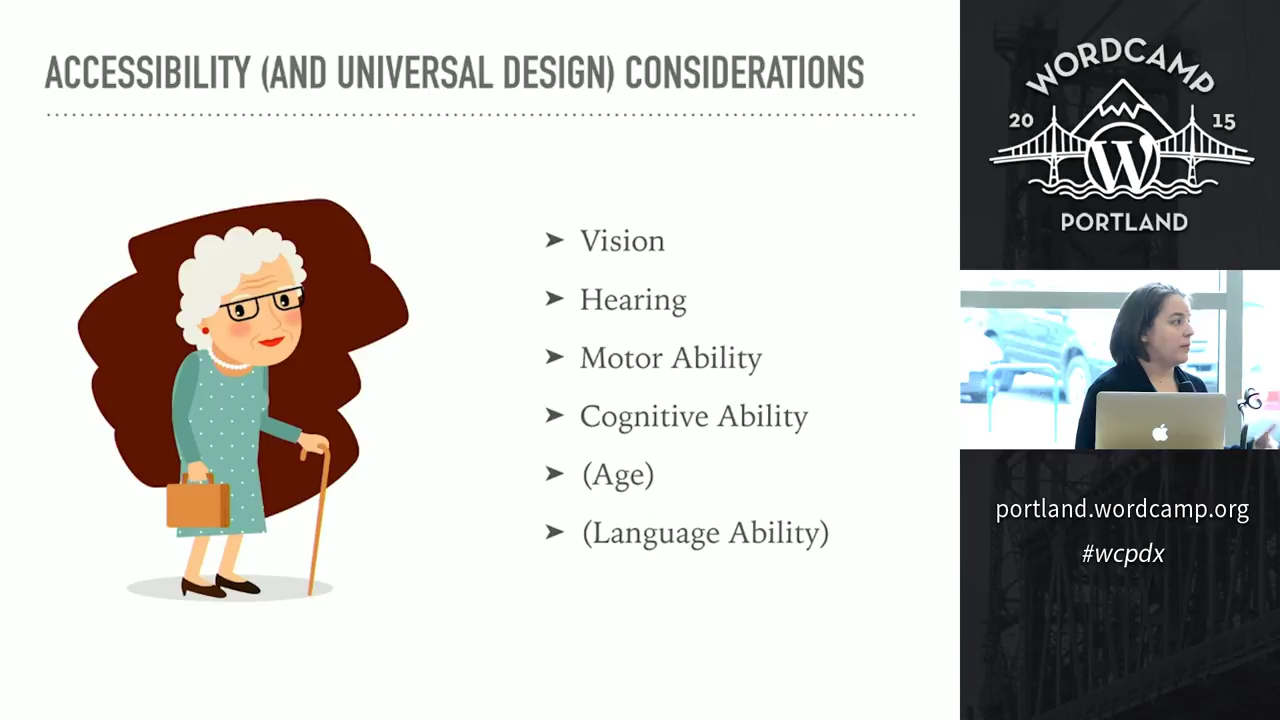 ACCESSIBILITY (AND UNIVERSAL DESIGN) CONSIDERATIONS
➤ Vision
➤ Hearing
➤ Motor Ability
➤ Cognitive Ability
➤ (Age)
➤ (Language Ability)
WORDCAMP
20 15
W
PORTLAND
portland.wordcamp.org
#wcpdx